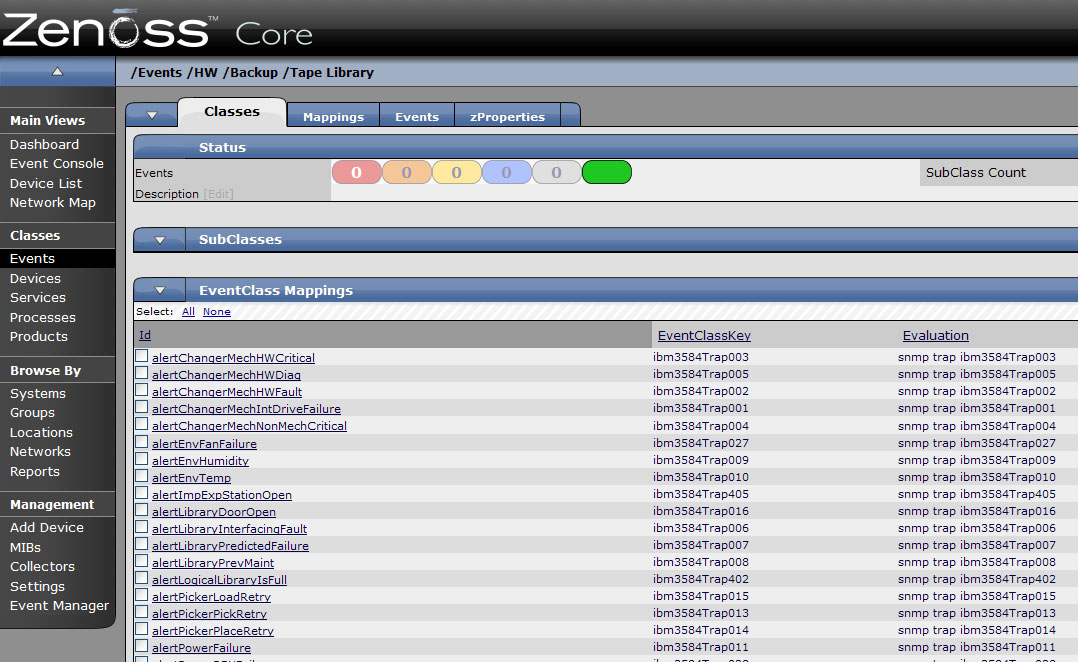 Zenoss™ Core
/Events /HW /Backup /Tape Library
Main Views
Dashboard
Event Console
Device List
Network Map
Classes
Events
Devices
Services
Processes
Products
Browse By
Systems
Groups
Locations
Networks
Reports
Management
Add Device
MIBs
Collectors
Settings
Event Manager
Classes Mappings Events zProperties
Status
Events 0 0 0 0 0 SubClass Count
Description [Edit]
SubClasses
EventClass Mappings
Select: All None
Id EventClassKey Evaluation
alertChangerMechHWCritical ibm3584Trap003 snmp trap ibm3584Trap003
alertChangerMechHWDiag ibm3584Trap005 snmp trap ibm3584Trap005
alertChangerMechHWFault ibm3584Trap002 snmp trap ibm3584Trap002
alertChangerMechIntDriveFailure ibm3584Trap001 snmp trap ibm3584Trap001
alertChangerMechNonMechCritical ibm3584Trap004 snmp trap ibm3584Trap004
alertEnvFanFailure ibm3584Trap027 snmp trap ibm3584Trap027
alertEnvHumidity ibm3584Trap009 snmp trap ibm3584Trap009
alertEnvTemp ibm3584Trap010 snmp trap ibm3584Trap010
alertImpExpStationOpen ibm3584Trap405 snmp trap ibm3584Trap405
alertLibraryDoorOpen ibm3584Trap016 snmp trap ibm3584Trap016
alertLibraryInterfacingFault ibm3584Trap006 snmp trap ibm3584Trap006
alertLibraryPredictedFailure ibm3584Trap007 snmp trap ibm3584Trap007
alertLibraryPrevMaint ibm3584Trap008 snmp trap ibm3584Trap008
alertLogicalLibraryIsFull ibm3584Trap402 snmp trap ibm3584Trap402
alertPickerLoadRetry ibm3584Trap015 snmp trap ibm3584Trap015
alertPickerPickRetry ibm3584Trap013 snmp trap ibm3584Trap013
alertPickerPlaceRetry ibm3584Trap014 snmp trap ibm3584Trap014
alertPowerFailure ibm3584Trap011 snmp trap ibm3584Trap011